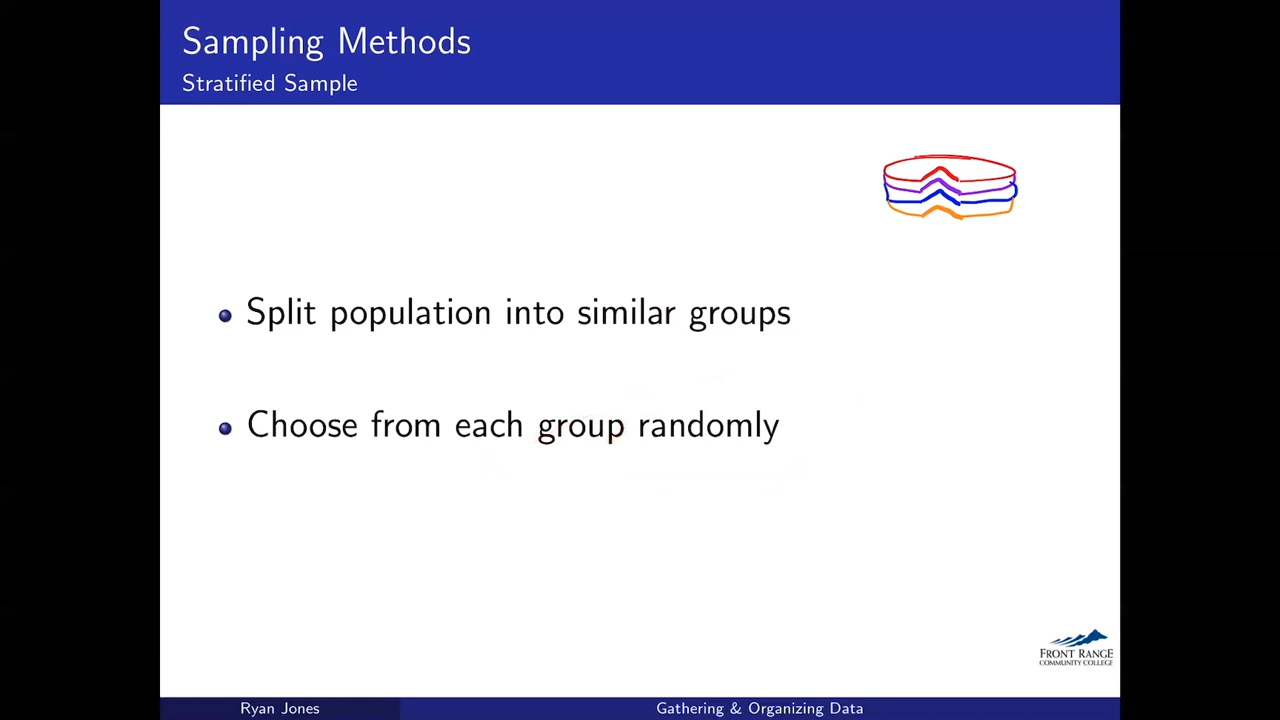 Sampling Methods
Stratified Sample
Split population into similar groups
Choose from each group randomly
FRONT RANGE
COMMUNITY COLLEGE
Ryan Jones
Gathering & Organizing Data